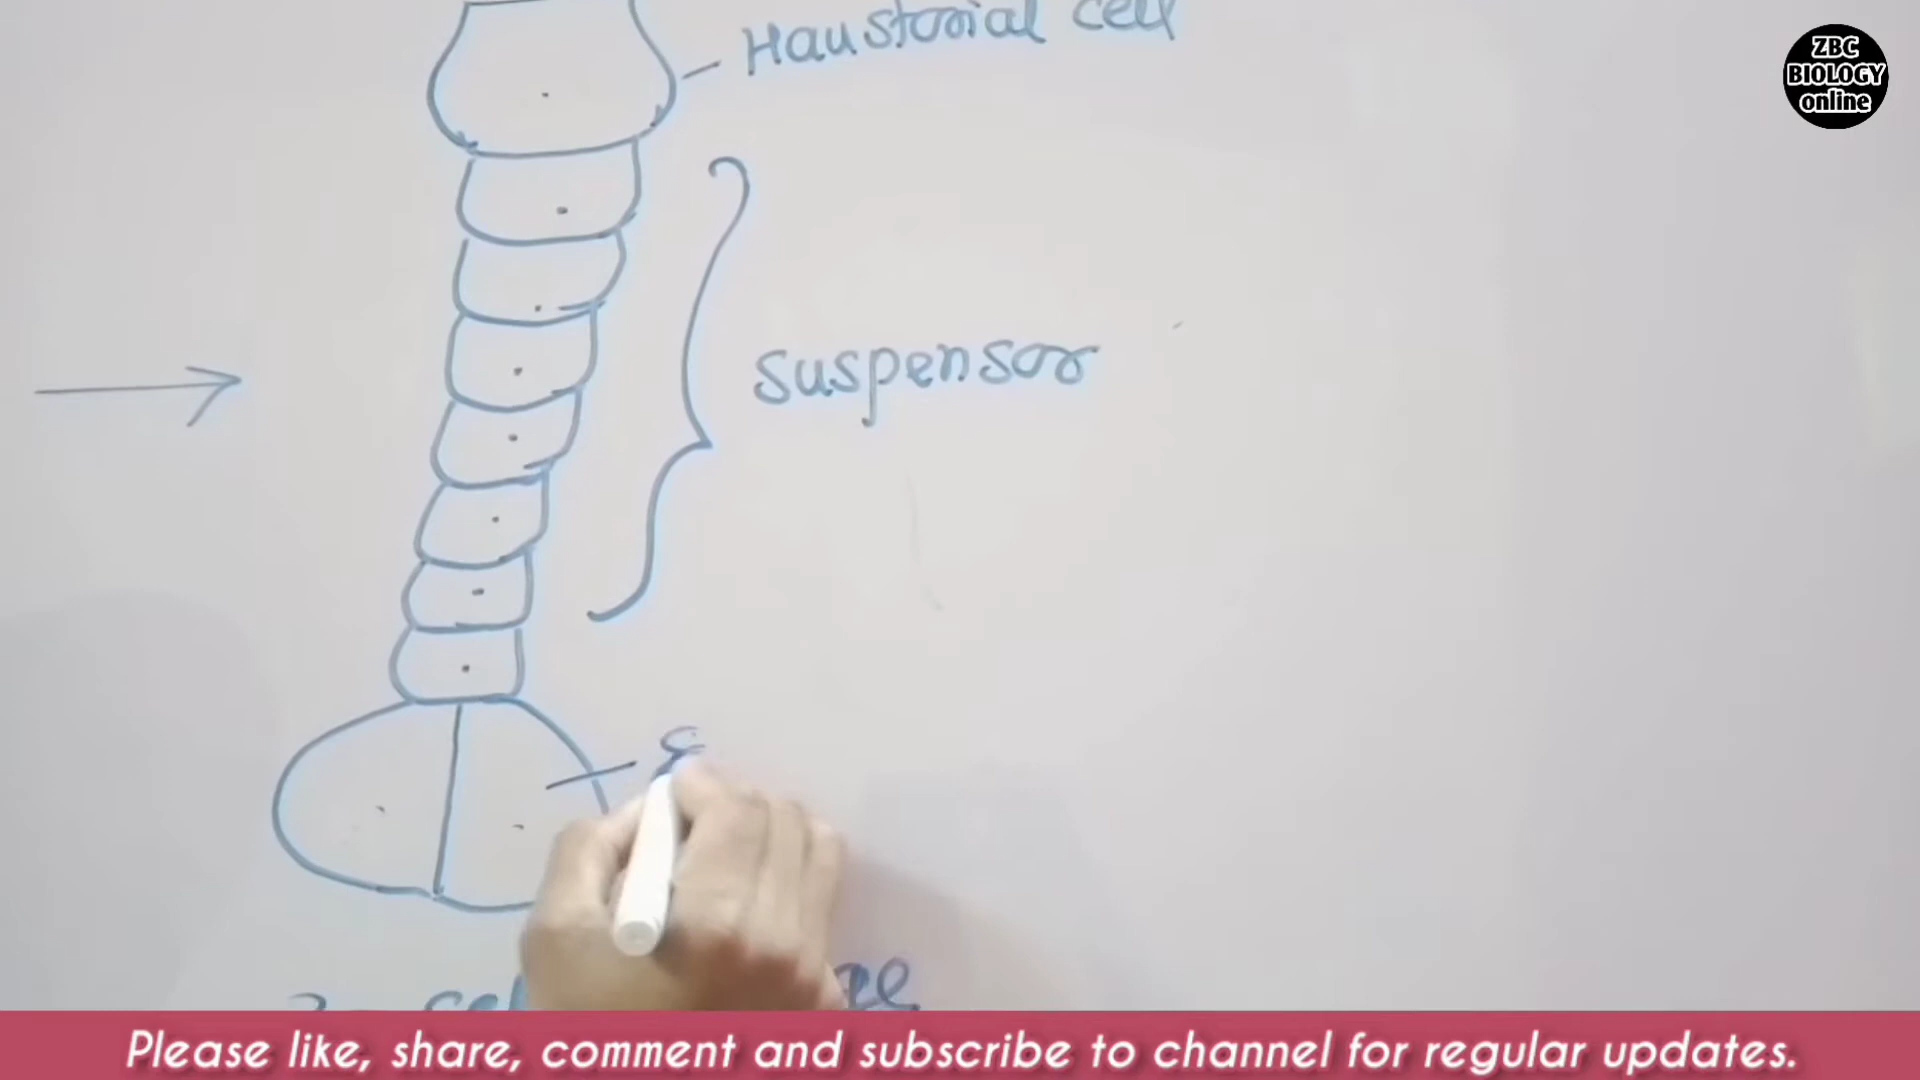 Haustorial cell
ZBC
BIOLOGY
online
suspensor
Please like, share, comment and subscribe to channel for regular updates.